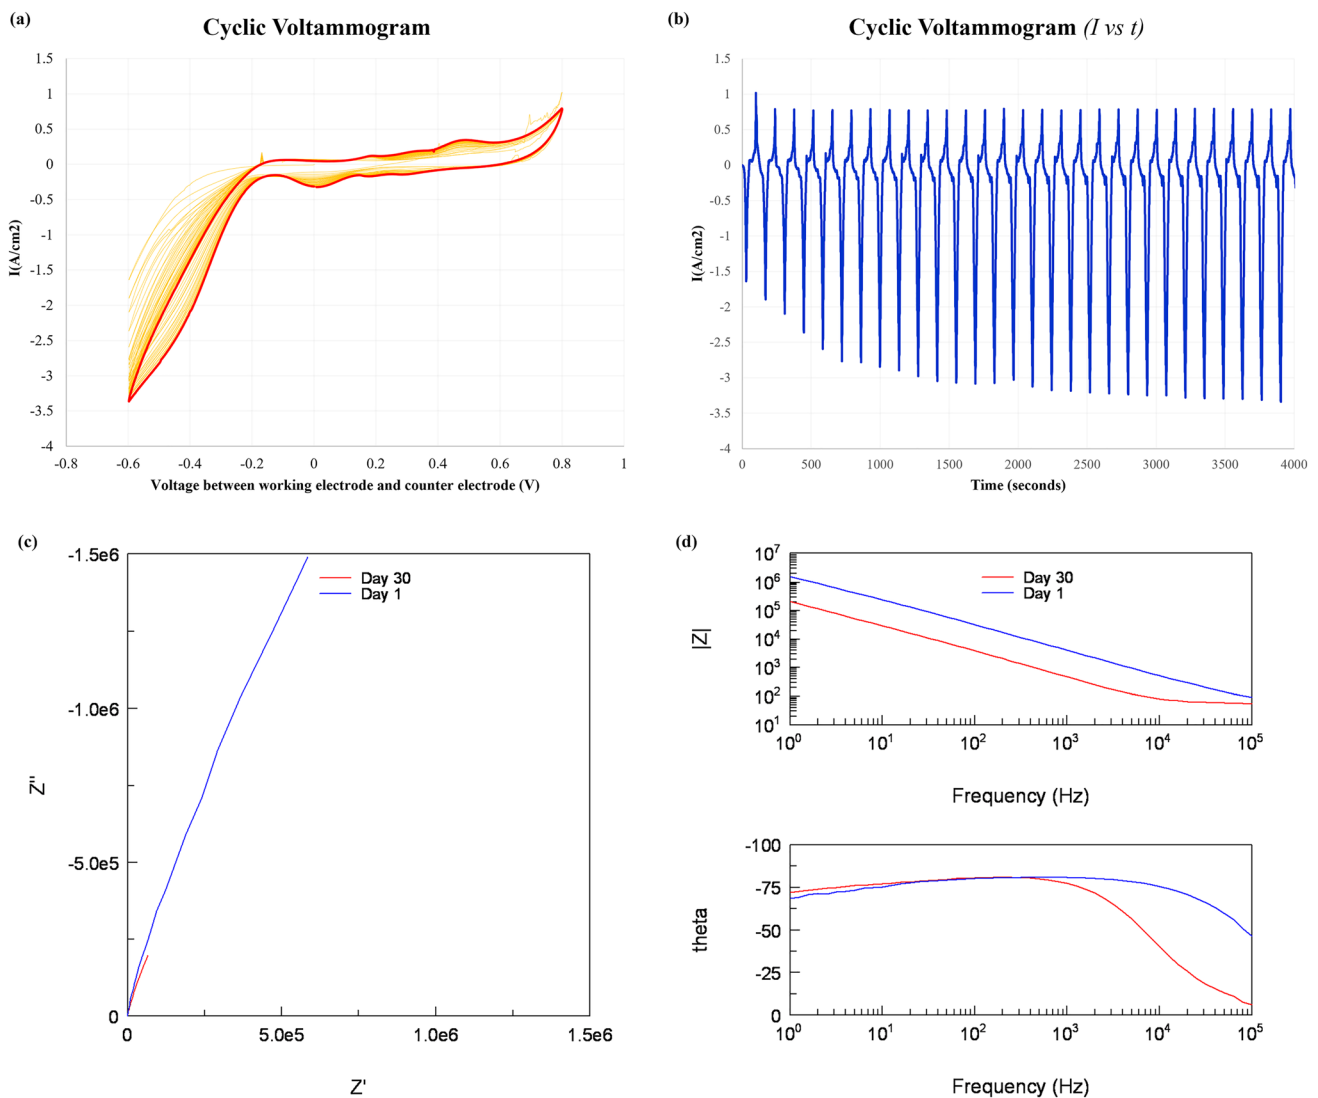 (a)
Cyclic Voltammogram
1.5
1
0.5
0
-0.5
-1
-1.5
-2
-2.5
-3
-3.5
-4
I(A/cm2)
-0.8 -0.6 -0.4 -0.2 0 0.2 0.4 0.6 0.8 1
Voltage between working electrode and counter electrode (V)
(b)
Cyclic Voltammogram (I vs t)
1.5
1
0.5
0
-0.5
-1
-1.5
-2
-2.5
-3
-3.5
-4
I(A/cm2)
0 500 1000 1500 2000 2500 3000 3500 4000
Time (seconds)
(c)
-1.5e6
-1.0e6
-5.0e5
0
Z''
Day 30
Day 1
0 5.0e5 1.0e6 1.5e6
Z'
(d)
10^7
10^6
10^5
10^4
10^3
10^2
10^1
|Z|
Day 30
Day 1
10^0 10^1 10^2 10^3 10^4 10^5
Frequency (Hz)
-100
-75
-50
-25
0
theta
10^0 10^1 10^2 10^3 10^4 10^5
Frequency (Hz)